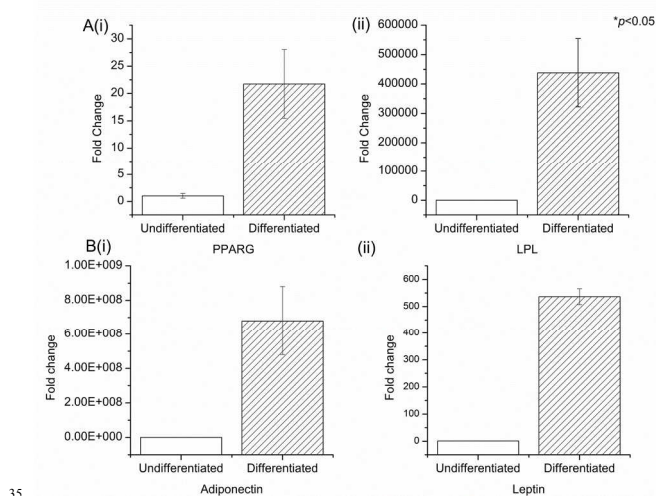 A(i)
30
25
20
15
10
5
0
Fold Change
Undifferentiated Differentiated
PPARG
(ii)
*p<0.05
600000
500000
400000
300000
200000
100000
0
Fold Change
Undifferentiated Differentiated
LPL
B(i)
1.00E+009
8.00E+008
6.00E+008
4.00E+008
2.00E+008
0.00E+000
Fold change
Undifferentiated Differentiated
Adiponectin
(ii)
600
500
400
300
200
100
0
Fold change
Undifferentiated Differentiated
Leptin
35